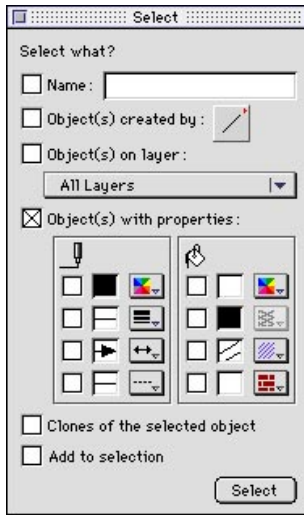 Select
Select what?
Name:
Object(s) created by:
Object(s) on layer:
All Layers
Object(s) with properties:
Clones of the selected object
Add to selection
Select